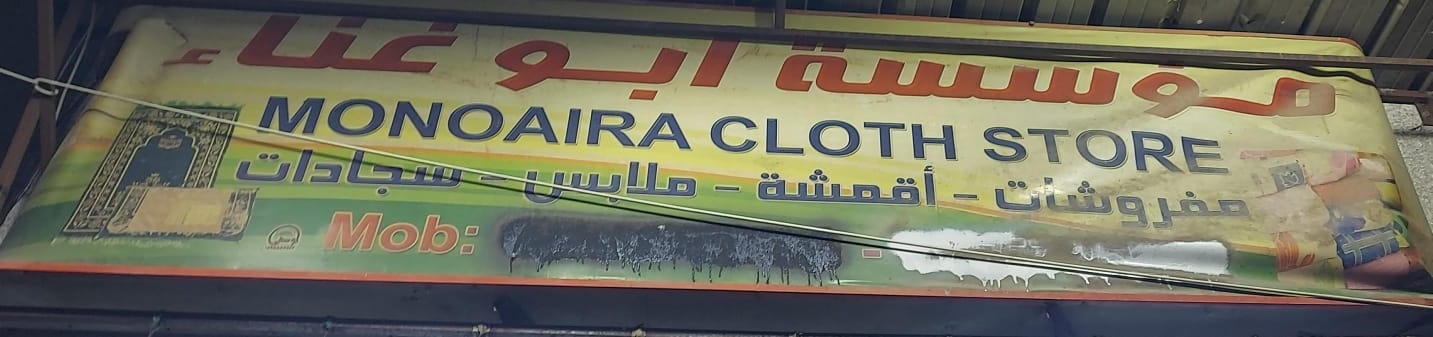 مؤسسة ابو غناء
MONOAIRA CLOTH STORE
مفروشات - أقمشة - ملابس - سجادات
Mob: